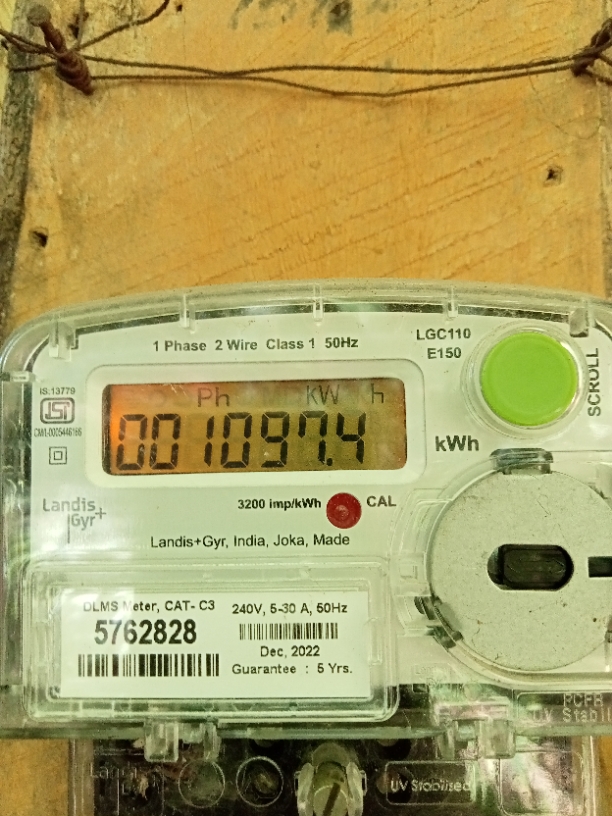 1 Phase 2 Wire Class 1 50Hz
LGC110
E150
SCROLL
IS:13779
ISI
Ph kW h
001097.4
kWh
3200 imp/kWh
CAL
Landis
Gyr+
Landis+Gyr, India, Joka, Made
DLMS Meter, CAT- C3
5762828
240V, 5-30 A, 50Hz
Dec, 2022
Guarantee : 5 Yrs.
UV Stabilised